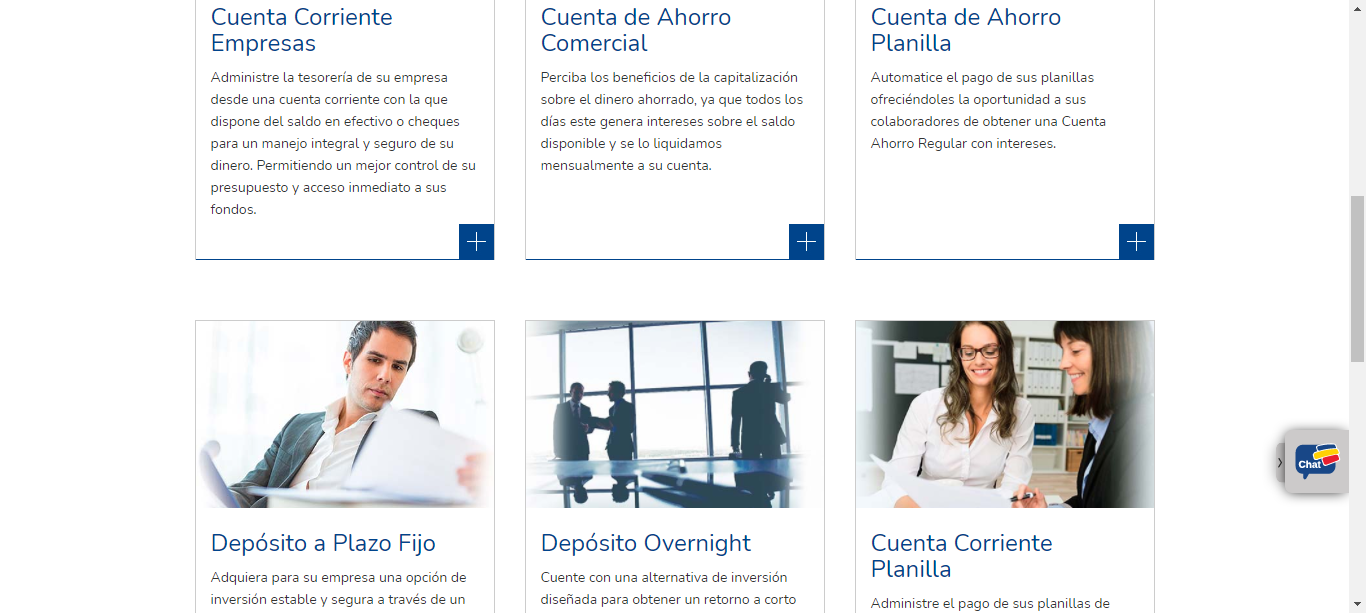 Cuenta Corriente
Empresas
Administre la tesorería de su empresa
desde una cuenta corriente con la que
dispone del saldo en efectivo o cheques
para un manejo integral y seguro de su
dinero. Permitiendo un mejor control de su
presupuesto y acceso inmediato a sus
fondos.
Cuenta de Ahorro
Comercial
Perciba los beneficios de la capitalización
sobre el dinero ahorrado, ya que todos los
días este genera intereses sobre el saldo
disponible y se lo liquidamos
mensualmente a su cuenta.
Cuenta de Ahorro
Planilla
Automatice el pago de sus planillas
ofreciéndoles la oportunidad a sus
colaboradores de obtener una Cuenta
Ahorro Regular con intereses.
Chat
Depósito a Plazo Fijo
Adquiera para su empresa una opción de
inversión estable y segura a través de un
Depósito Overnight
Cuente con una alternativa de inversión
diseñada para obtener un retorno a corto
Cuenta Corriente
Planilla
Administre el pago de sus planillas de